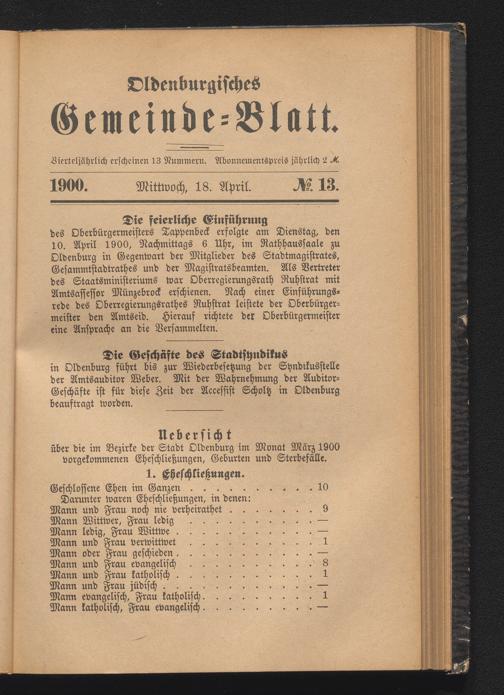 Oldenburgisches
Gemeinde=Blatt.
Vierteljährlich erscheinen 13 Nummern. Abonnementspreis jährlich 2 M.
1900. Mittwoch, 18. April. № 13.
Die feierliche Einführung
des Oberbürgermeisters Tappenbeck erfolgte am Dienstag, den
10. April 1900, Nachmittags 6 Uhr, im Rathhaussaale zu
Oldenburg in Gegenwart der Mitglieder des Stadtmagistrates,
Gesammtstadtrathes und der Magistratsbeamten. Als Vertreter
des Staatsministeriums war Oberregierungsrath Ruhstrat mit
Amtsassessor Münzebrock erschienen. Nach einer Einführungs-
rede des Oberregierungsrathes Ruhstrat leistete der Oberbürger-
meister den Amtseid. Hierauf richtete der Oberbürgermeister
eine Ansprache an die Versammelten.
Die Geschäfte des Stadtsyndikus
in Oldenburg führt bis zur Wiederbesetzung der Syndikusstelle
der Amtsauditor Weber. Mit der Wahrnehmung der Auditor-
Geschäfte ist für diese Zeit der Accessist Scholtz in Oldenburg
beauftragt worden.
Uebersicht
über die im Bezirke der Stadt Oldenburg im Monat März 1900
vorgekommenen Eheschließungen, Geburten und Sterbefälle.
1. Eheschließungen.
Geschlossene Ehen im Ganzen . . . . . . . . . . . 10
Darunter waren Eheschließungen, in denen:
Mann und Frau noch nie verheirathet . . . . . . . . 9
Mann Wittwer, Frau ledig . . . . . . . . . . . . —
Mann ledig, Frau Wittwe . . . . . . . . . . . . —
Mann und Frau verwittwet . . . . . . . . . . . 1
Mann oder Frau geschieden . . . . . . . . . . . —
Mann und Frau evangelisch . . . . . . . . . . . 8
Mann und Frau katholisch . . . . . . . . . . . 1
Mann und Frau jüdisch . . . . . . . . . . . . —
Mann evangelisch, Frau katholisch . . . . . . . . . 1
Mann katholisch, Frau evangelisch . . . . . . . . . —